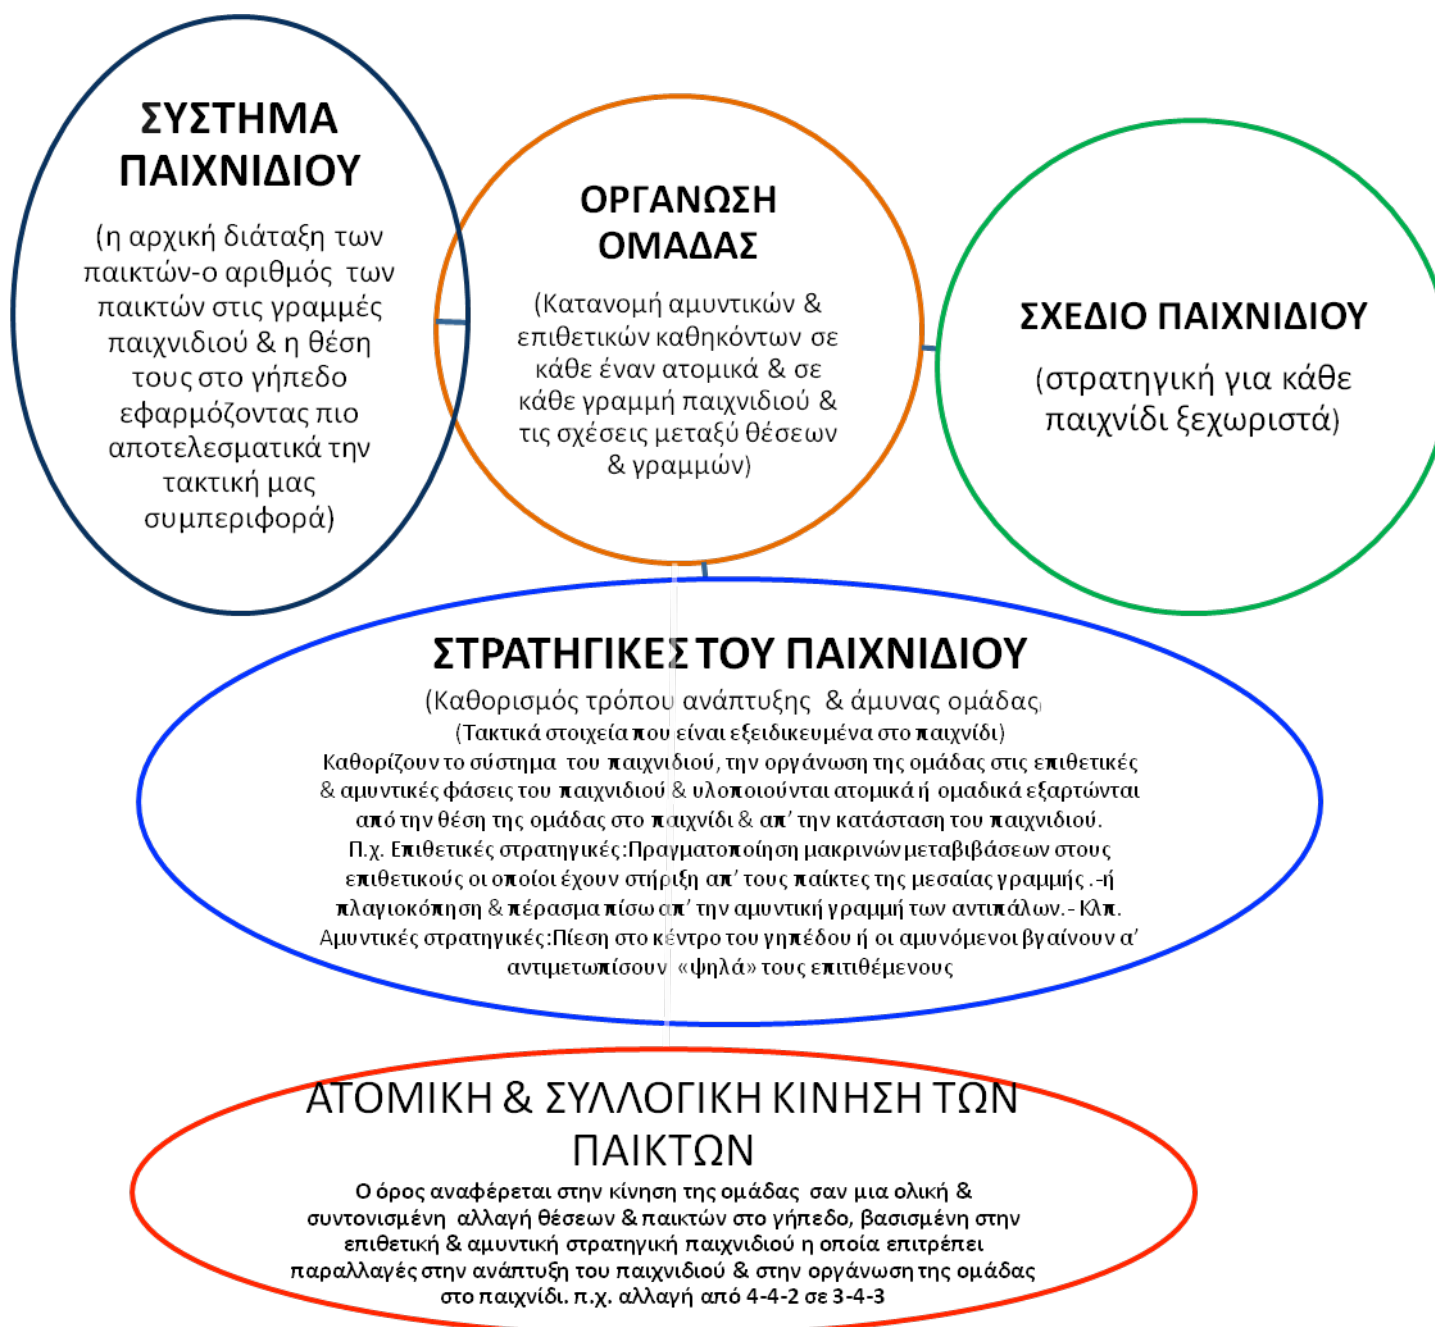 ΣΥΣΤΗΜΑ
ΠΑΙΧΝΙΔΙΟΥ
(η αρχική διάταξη των
παικτών-ο αριθμός των
παικτών στις γραμμές
παιχνιδιού & η θέση
τους στο γήπεδο
εφαρμόζοντας πιο
αποτελεσματικά την
τακτική μας
συμπεριφορά)
ΟΡΓΑΝΩΣΗ
ΟΜΑΔΑΣ
(Κατανομή αμυντικών &
επιθετικών καθηκόντων σε
κάθε έναν ατομικά & σε
κάθε γραμμή παιχνιδιού &
τις σχέσεις μεταξύ θέσεων
& γραμμών)
ΣΧΕΔΙΟ ΠΑΙΧΝΙΔΙΟΥ
(στρατηγική για κάθε
παιχνίδι ξεχωριστά)
ΣΤΡΑΤΗΓΙΚΕΣ ΤΟΥ ΠΑΙΧΝΙΔΙΟΥ
(Καθορισμός τρόπου ανάπτυξης & άμυνας ομάδας)
(Τακτικά στοιχεία που είναι εξειδικευμένα στο παιχνίδι)
Καθορίζουν το σύστημα του παιχνιδιού, την οργάνωση της ομάδας στις επιθετικές
& αμυντικές φάσεις του παιχνιδιού & υλοποιούνται ατομικά ή ομαδικά εξαρτώνται
από την θέση της ομάδας στο παιχνίδι & απ’ την κατάσταση του παιχνιδιού.
Π.χ. Επιθετικές στρατηγικές:Πραγματοποίηση μακρινών μεταβιβάσεων στους
επιθετικούς οι οποίοι έχουν στήριξη απ’ τους παίκτες της μεσαίας γραμμής .-ή
πλαγιοκόπηση & πέρασμα πίσω απ’ την αμυντική γραμμή των αντιπάλων.- Κλπ.
Αμυντικές στρατηγικές:Πίεση στο κέντρο του γηπέδου ή οι αμυνόμενοι βγαίνουν α’
αντιμετωπίσουν «ψηλά» τους επιτιθέμενους
ΑΤΟΜΙΚΗ & ΣΥΛΛΟΓΙΚΗ ΚΙΝΗΣΗ ΤΩΝ
ΠΑΙΚΤΩΝ
Ο όρος αναφέρεται στην κίνηση της ομάδας σαν μια ολική &
συντονισμένη αλλαγή θέσεων & παικτών στο γήπεδο, βασισμένη στην
επιθετική & αμυντική στρατηγική παιχνιδιού η οποία επιτρέπει
παραλλαγές στην ανάπτυξη του παιχνιδιού & στην οργάνωση της ομάδας
στο παιχνίδι. π.χ. αλλαγή από 4-4-2 σε 3-4-3